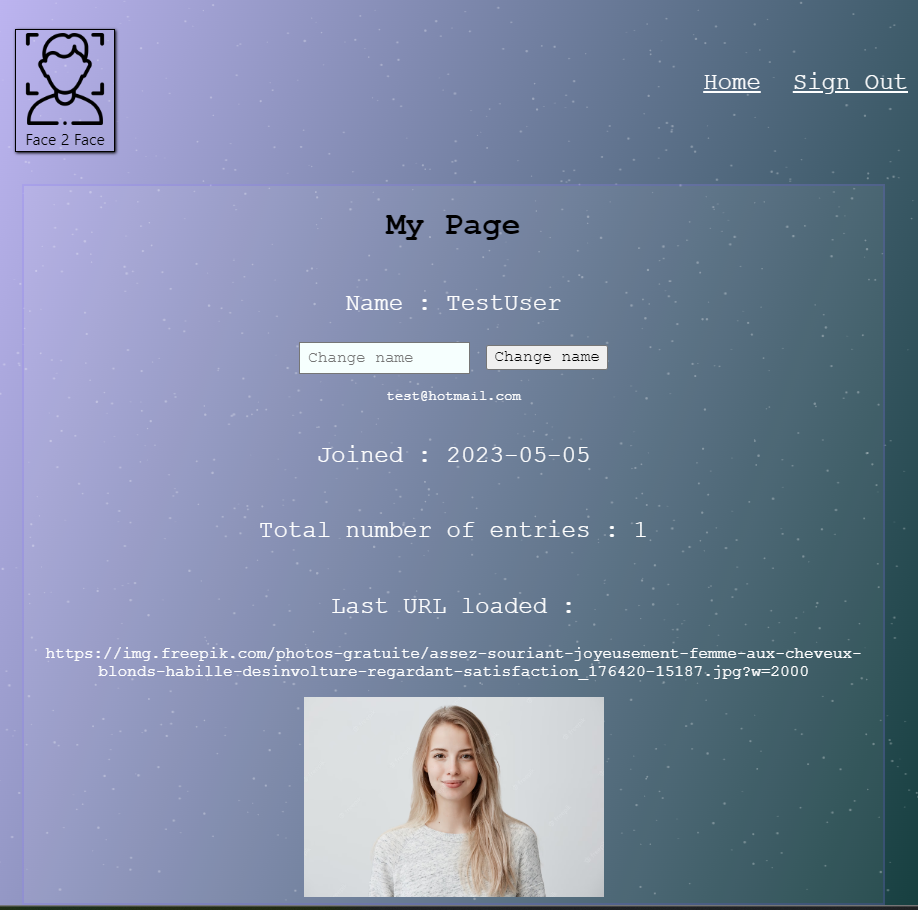 Face 2 Face
Home Sign Out
My Page
Name : TestUser
Change name Change name
test@hotmail.com
Joined : 2023-05-05
Total number of entries : 1
Last URL loaded :
https://img.freepik.com/photos-gratuite/assez-souriant-joyeusement-femme-aux-cheveux-
blonds-habille-desinvolture-regardant-satisfaction_176420-15187.jpg?w=2000